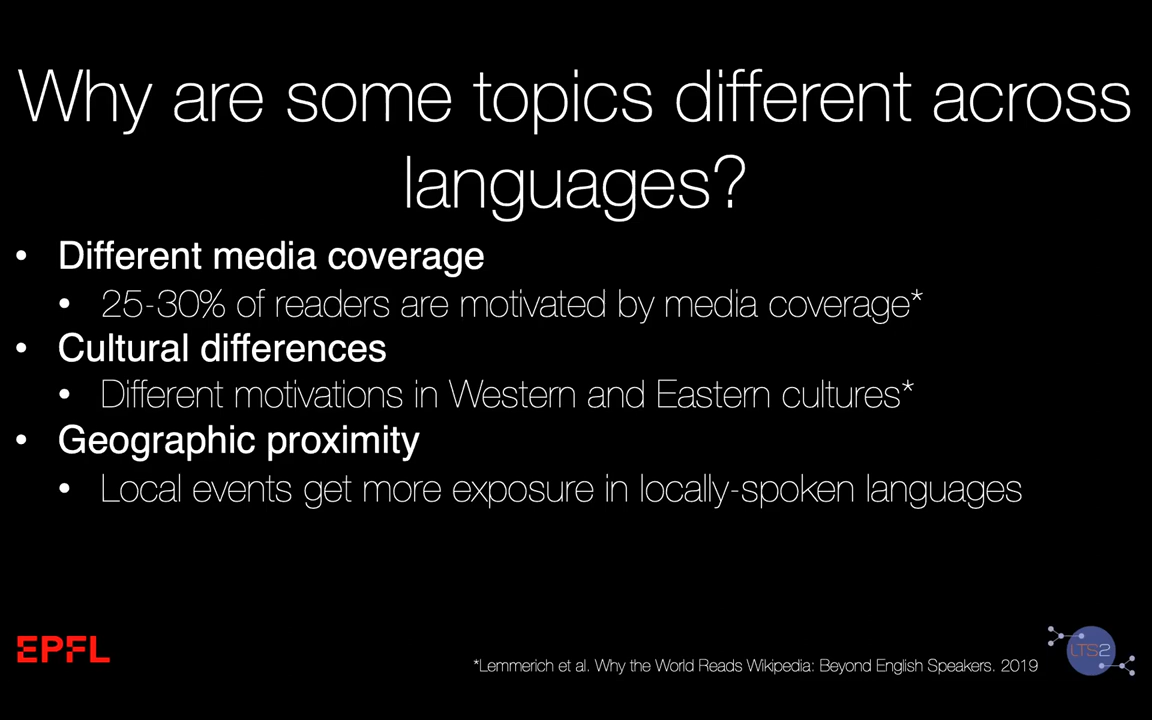 Why are some topics different across
languages?
• Different media coverage
• 25-30% of readers are motivated by media coverage*
• Cultural differences
• Different motivations in Western and Eastern cultures*
• Geographic proximity
• Local events get more exposure in locally-spoken languages
EPFL
*Lemmerich et al. Why the World Reads Wikipedia: Beyond English Speakers. 2019
LTS2